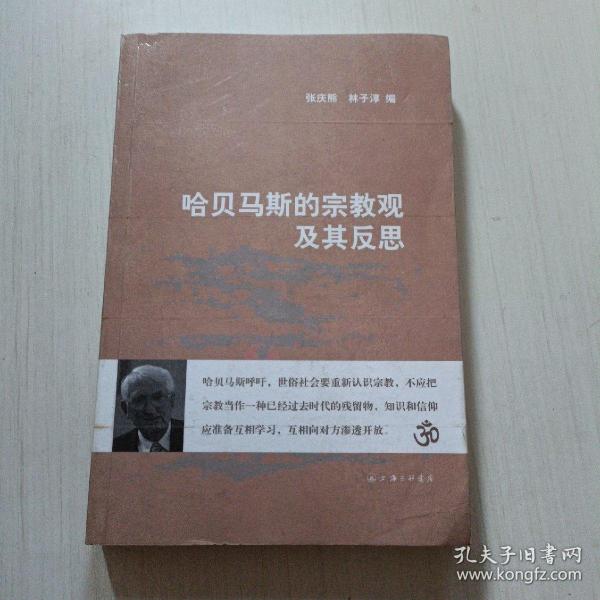 张庆熊 林子淳 编
哈贝马斯的宗教观
及其反思
哈贝马斯呼吁，世俗社会要重新认识宗教，不应把
宗教当作一种已经过去时代的残留物，知识和信仰
应准备互相学习，互相向对方渗透开放。
ॐ
上海三联书店
孔夫子旧书网
www.kongfz.com